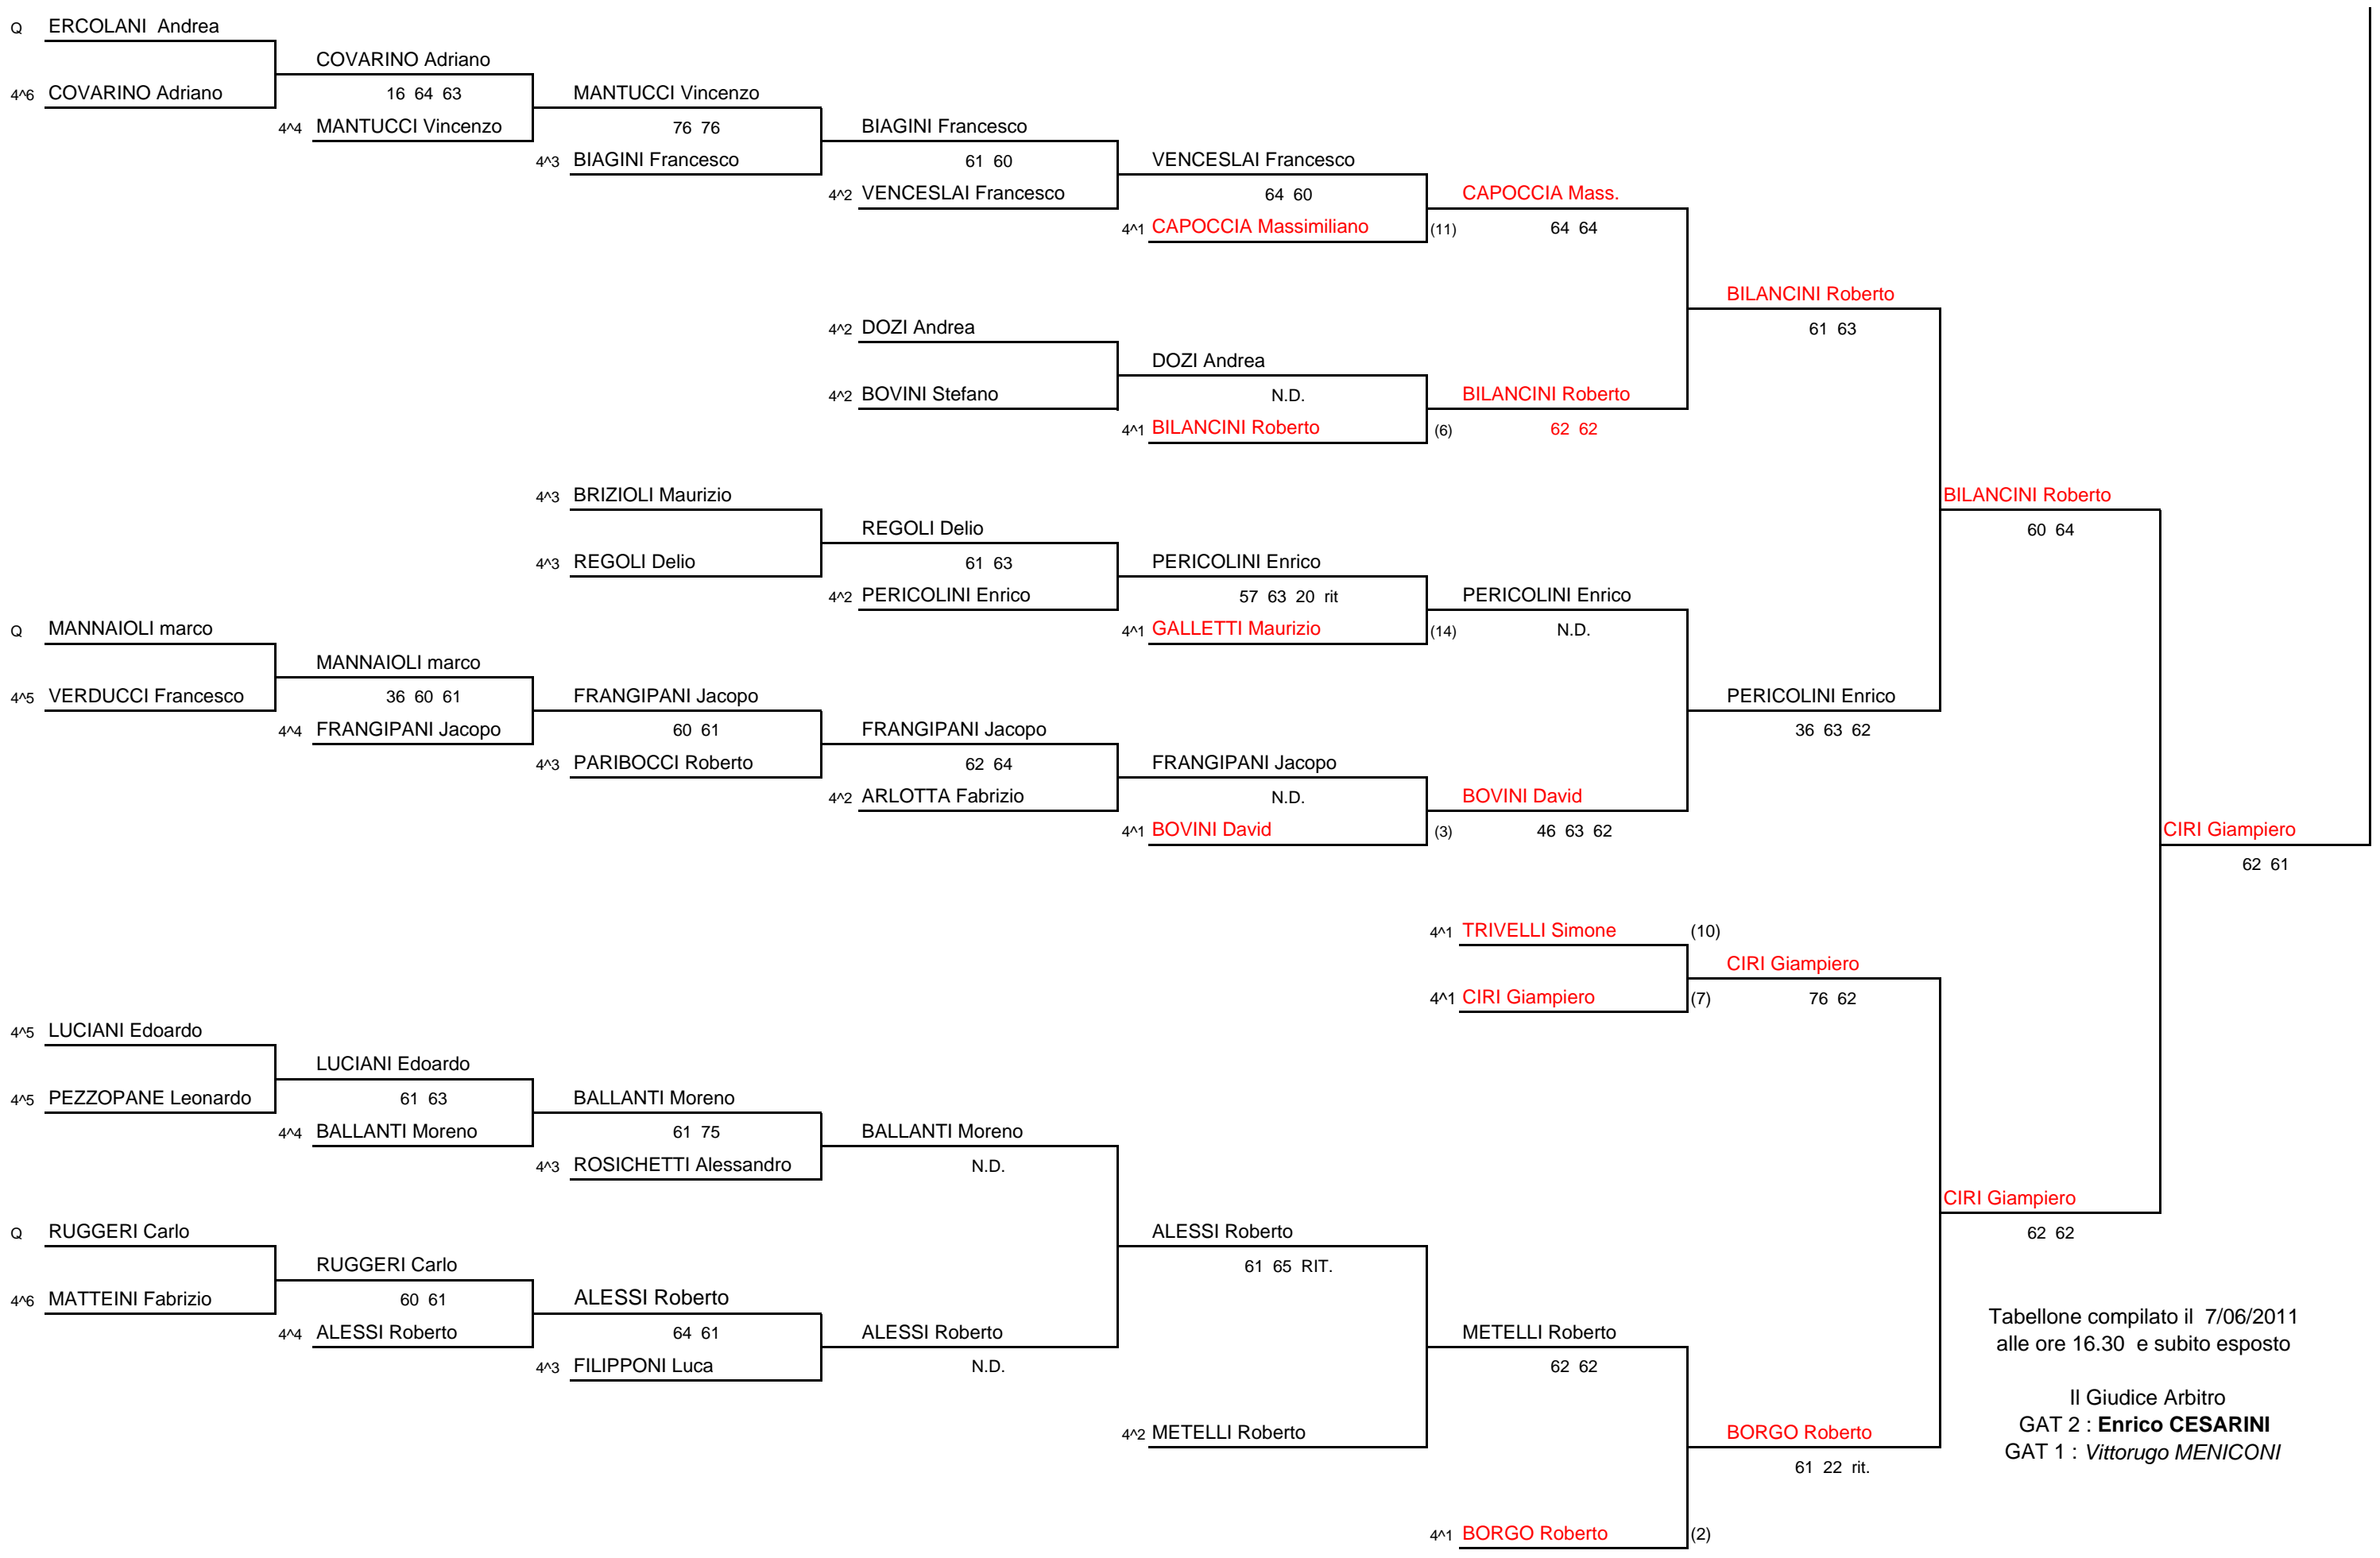 Q ERCOLANI  Andrea
COVARINO Adriano
4^6 COVARINO Adriano
16  64  63
MANTUCCI Vincenzo
4^4 MANTUCCI Vincenzo
76  76
BIAGINI Francesco
4^3 BIAGINI Francesco
61  60
VENCESLAI Francesco
4^2 VENCESLAI Francesco
64  60
CAPOCCIA Mass.
4^1 CAPOCCIA Massimiliano (11)
64  64
BILANCINI Roberto
61  63
4^2 DOZI Andrea
DOZI Andrea
4^2 BOVINI Stefano
N.D.
BILANCINI Roberto
4^1 BILANCINI Roberto (6)
62  62
4^3 BRIZIOLI Maurizio
BILANCINI Roberto
60  64
REGOLI Delio
4^3 REGOLI Delio
61  63
PERICOLINI Enrico
4^2 PERICOLINI Enrico
57  63  20  rit
PERICOLINI Enrico
4^1 GALLETTI Maurizio (14)
N.D.
Q MANNAIOLI marco
MANNAIOLI marco
4^5 VERDUCCI Francesco
36  60  61
FRANGIPANI Jacopo
PERICOLINI Enrico
4^4 FRANGIPANI Jacopo
60  61
FRANGIPANI Jacopo
36  63  62
4^3 PARIBOCCI Roberto
62  64
FRANGIPANI Jacopo
4^2 ARLOTTA Fabrizio
N.D.
BOVINI David
4^1 BOVINI David (3)
46  63  62
CIRI Giampiero
62  61
4^1 TRIVELLI Simone (10)
CIRI Giampiero
4^1 CIRI Giampiero (7)
76  62
4^5 LUCIANI Edoardo
LUCIANI Edoardo
4^5 PEZZOPANE Leonardo
61  63
BALLANTI Moreno
4^4 BALLANTI Moreno
61  75
BALLANTI Moreno
4^3 ROSICHETTI Alessandro
N.D.
CIRI Giampiero
62  62
Q RUGGERI Carlo
ALESSI Roberto
RUGGERI Carlo
61  65  RIT.
4^6 MATTEINI Fabrizio
60  61
ALESSI Roberto
4^4 ALESSI Roberto
64  61
ALESSI Roberto
METELLI Roberto
4^3 FILIPPONI Luca
N.D.
62  62
4^2 METELLI Roberto
BORGO Roberto
61  22  rit.
4^1 BORGO Roberto (2)
Tabellone compilato il  7/06/2011
alle ore 16.30  e subito esposto
Il Giudice Arbitro
GAT 2 : Enrico CESARINI
GAT 1 : Vittorugo MENICONI